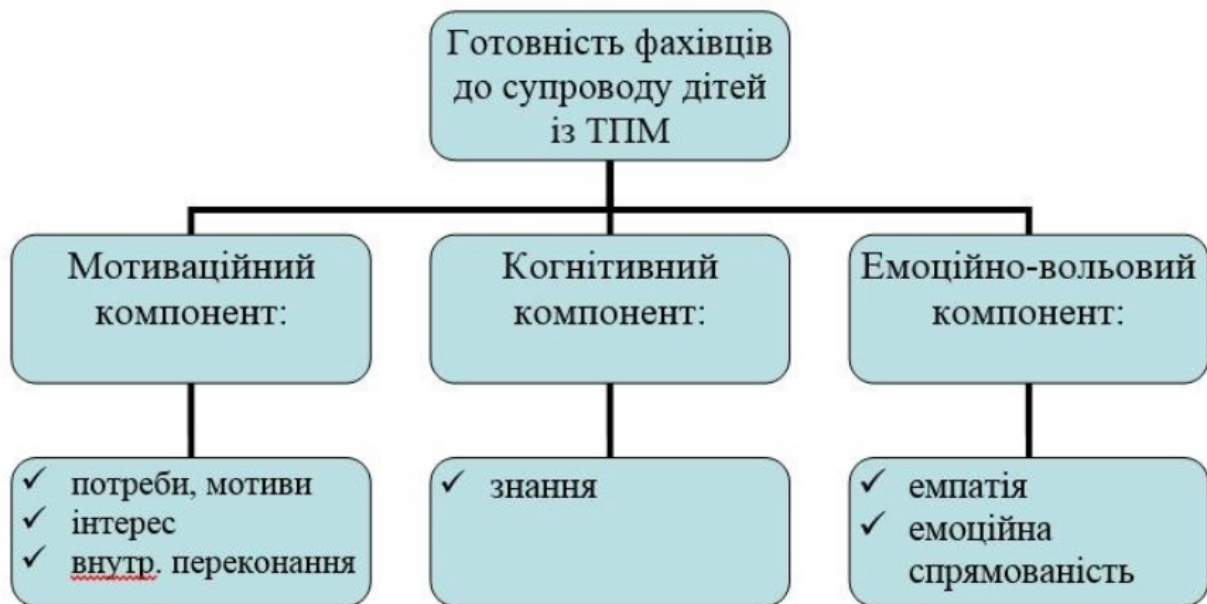 Готовність фахівців
до супроводу дітей
із ТПМ
Мотиваційний
компонент:
Когнітивний
компонент:
Емоційно-вольовий
компонент:
✓ потреби, мотиви
✓ інтерес
✓ внутр. переконання
✓ знання
✓ емпатія
✓ емоційна
спрямованість